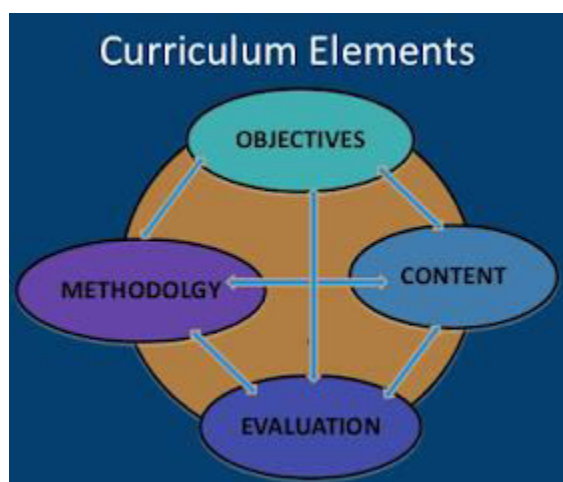 Curriculum Elements
OBJECTIVES
METHODOLGY
CONTENT
EVALUATION